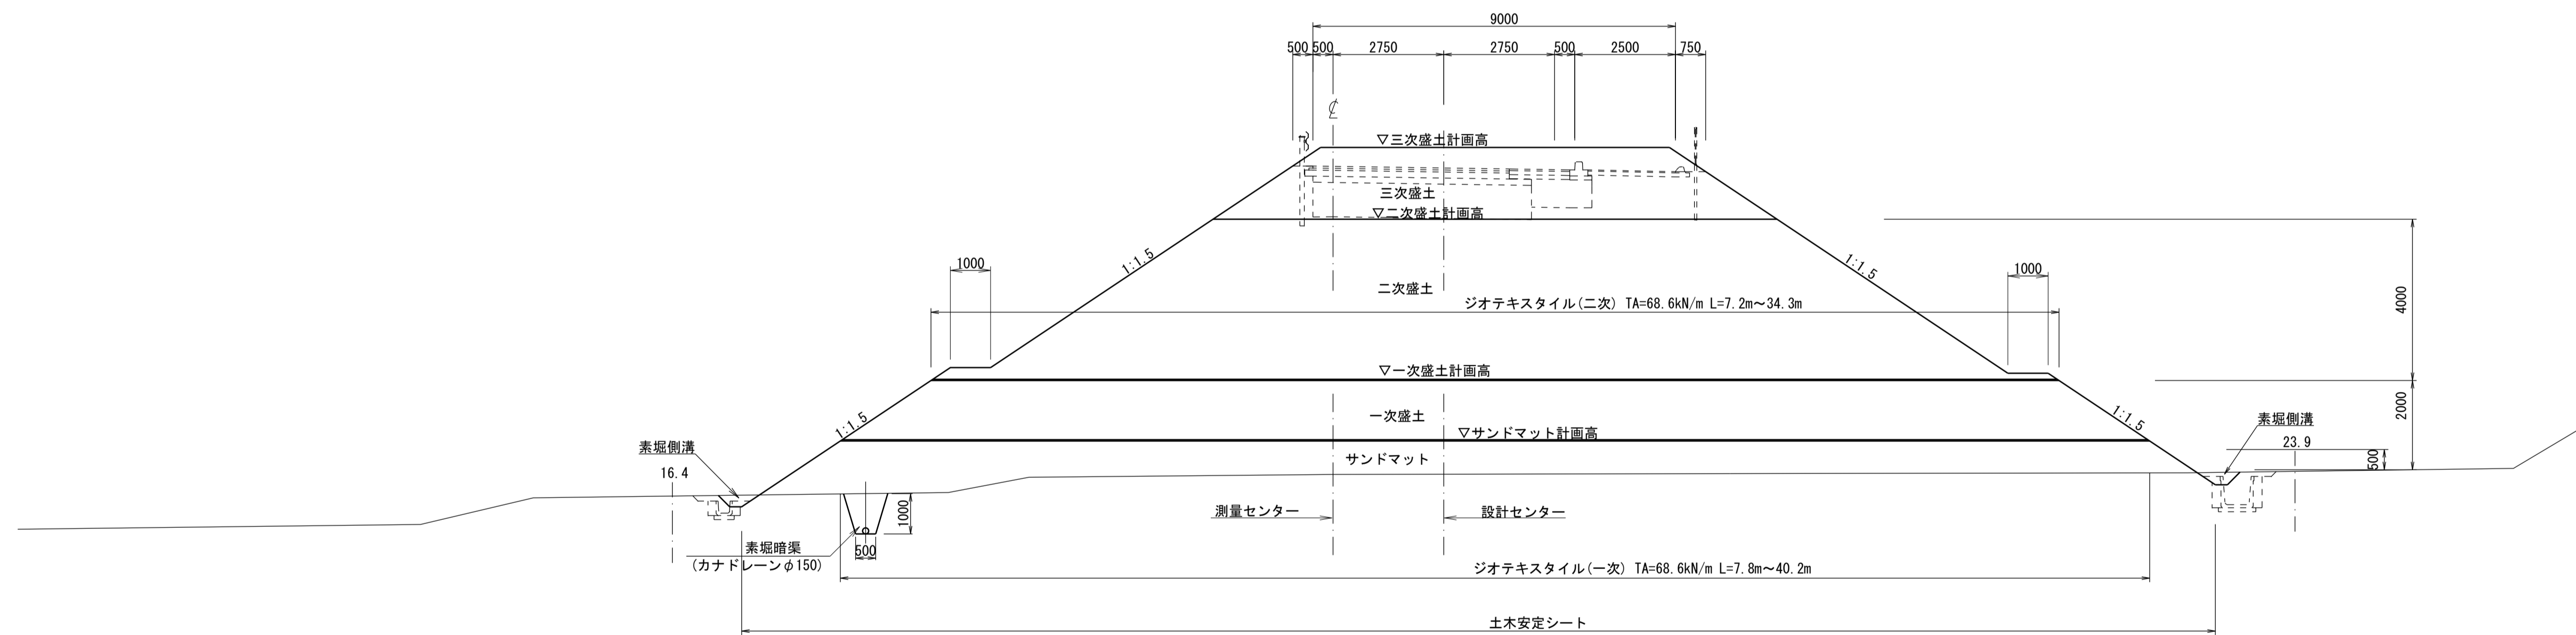 9000
500
500
2750
2750
500
2500
750
℄
▽三次盛土計画高
三次盛土
▽二次盛土計画高
1:1.5
1:1.5
1000
1000
二次盛土
ジオテキスタイル(二次) TA=68.6kN/m L=7.2m～34.3m
4000
▽一次盛土計画高
一次盛土
2000
1:1.5
1:1.5
▽サンドマット計画高
素堀側溝
素堀側溝
サンドマット
16.4
23.9
500
1000
測量センター
設計センター
素堀暗渠
(カナドレーンφ150)
500
ジオテキスタイル(一次) TA=68.6kN/m L=7.8m～40.2m
土木安定シート